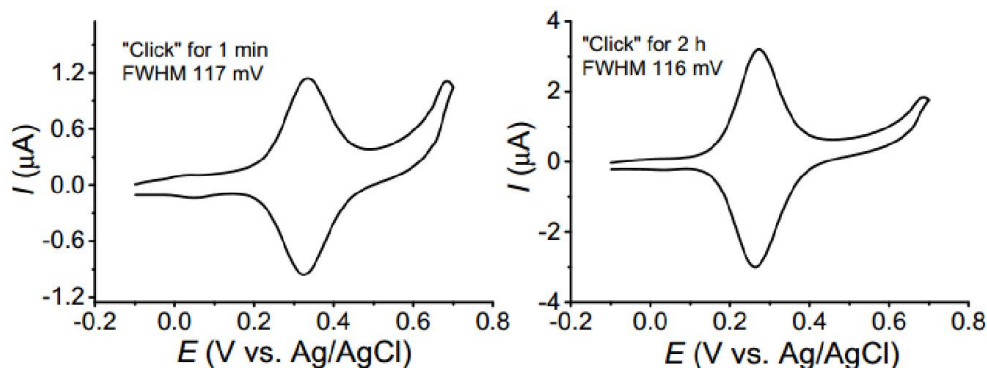 "Click" for 1 min
FWHM 117 mV
1.2
0.6
0.0
-0.6
-1.2
I (μA)
-0.2 0.0 0.2 0.4 0.6 0.8
E (V vs. Ag/AgCl)
"Click" for 2 h
FWHM 116 mV
4
2
0
-2
-4
I (μA)
-0.2 0.0 0.2 0.4 0.6 0.8
E (V vs. Ag/AgCl)